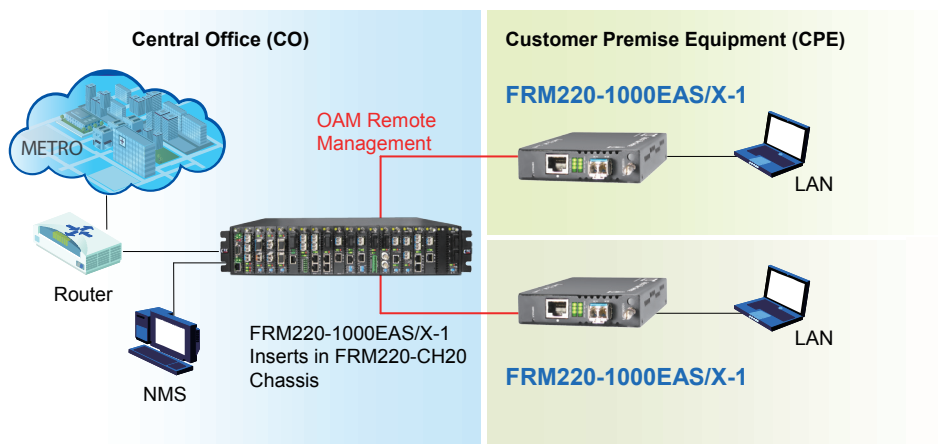 Central Office (CO)
Customer Premise Equipment (CPE)
FRM220-1000EAS/X-1
OAM Remote
Management
METRO
LAN
Router
FRM220-1000EAS/X-1
Inserts in FRM220-CH20
Chassis
NMS
LAN
FRM220-1000EAS/X-1